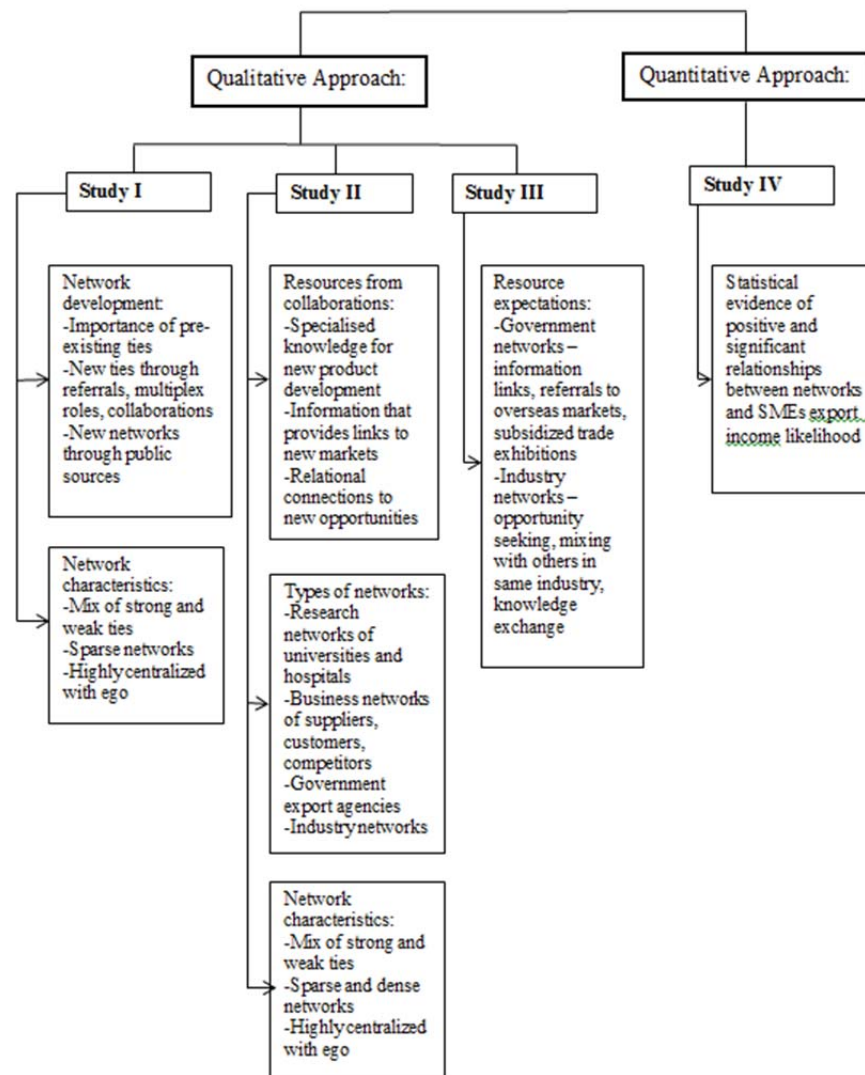 Qualitative Approach:
Quantitative Approach:
Study I
Study II
Study III
Study IV
Network
development:
-Importance of pre-
existing ties
-New ties through
referrals, multiplex
roles, collaborations
-New networks
through public
sources
Network
characteristics:
-Mix of strong and
weak ties
-Sparse networks
-Highly centralized
with ego
Resources from
collaborations:
-Specialised
knowledge for
new product
development
-Information that
provides links to
new markets
-Relational
connections to
new opportunities
Types of networks:
-Research
networks of
universities and
hospitals
-Business networks
of suppliers,
customers,
competitors
-Government
export agencies
-Industry networks
Network
characteristics:
-Mix of strong and
weak ties
-Sparse and dense
networks
-Highly centralized
with ego
Resource
expectations:
-Government
networks –
information
links, referrals to
overseas markets,
subsidized trade
exhibitions
-Industry
networks –
opportunity
seeking, mixing
with others in
same industry,
knowledge
exchange
Statistical
evidence of
positive and
significant
relationships
between networks
and SMEs export
income likelihood